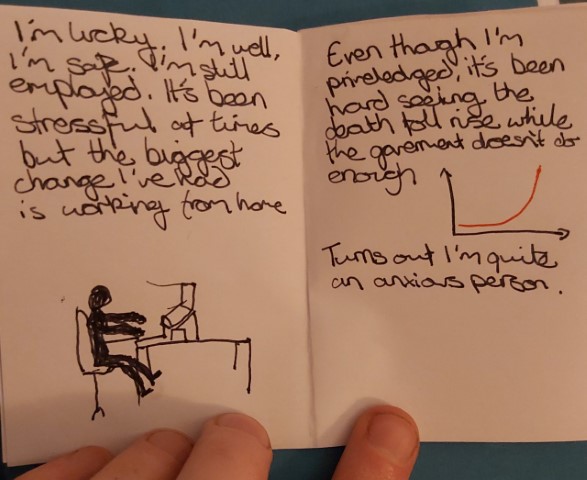 I'm lucky. I'm well,
I'm safe. I'm still
employed. It's been
stressful at times
but the biggest
change I've had
is working from home
Even though I'm
priveledged, it's been
hard seeing the
death toll rise while
the goverment doesn't do
enough
Turns out I'm quite
an anxious person.